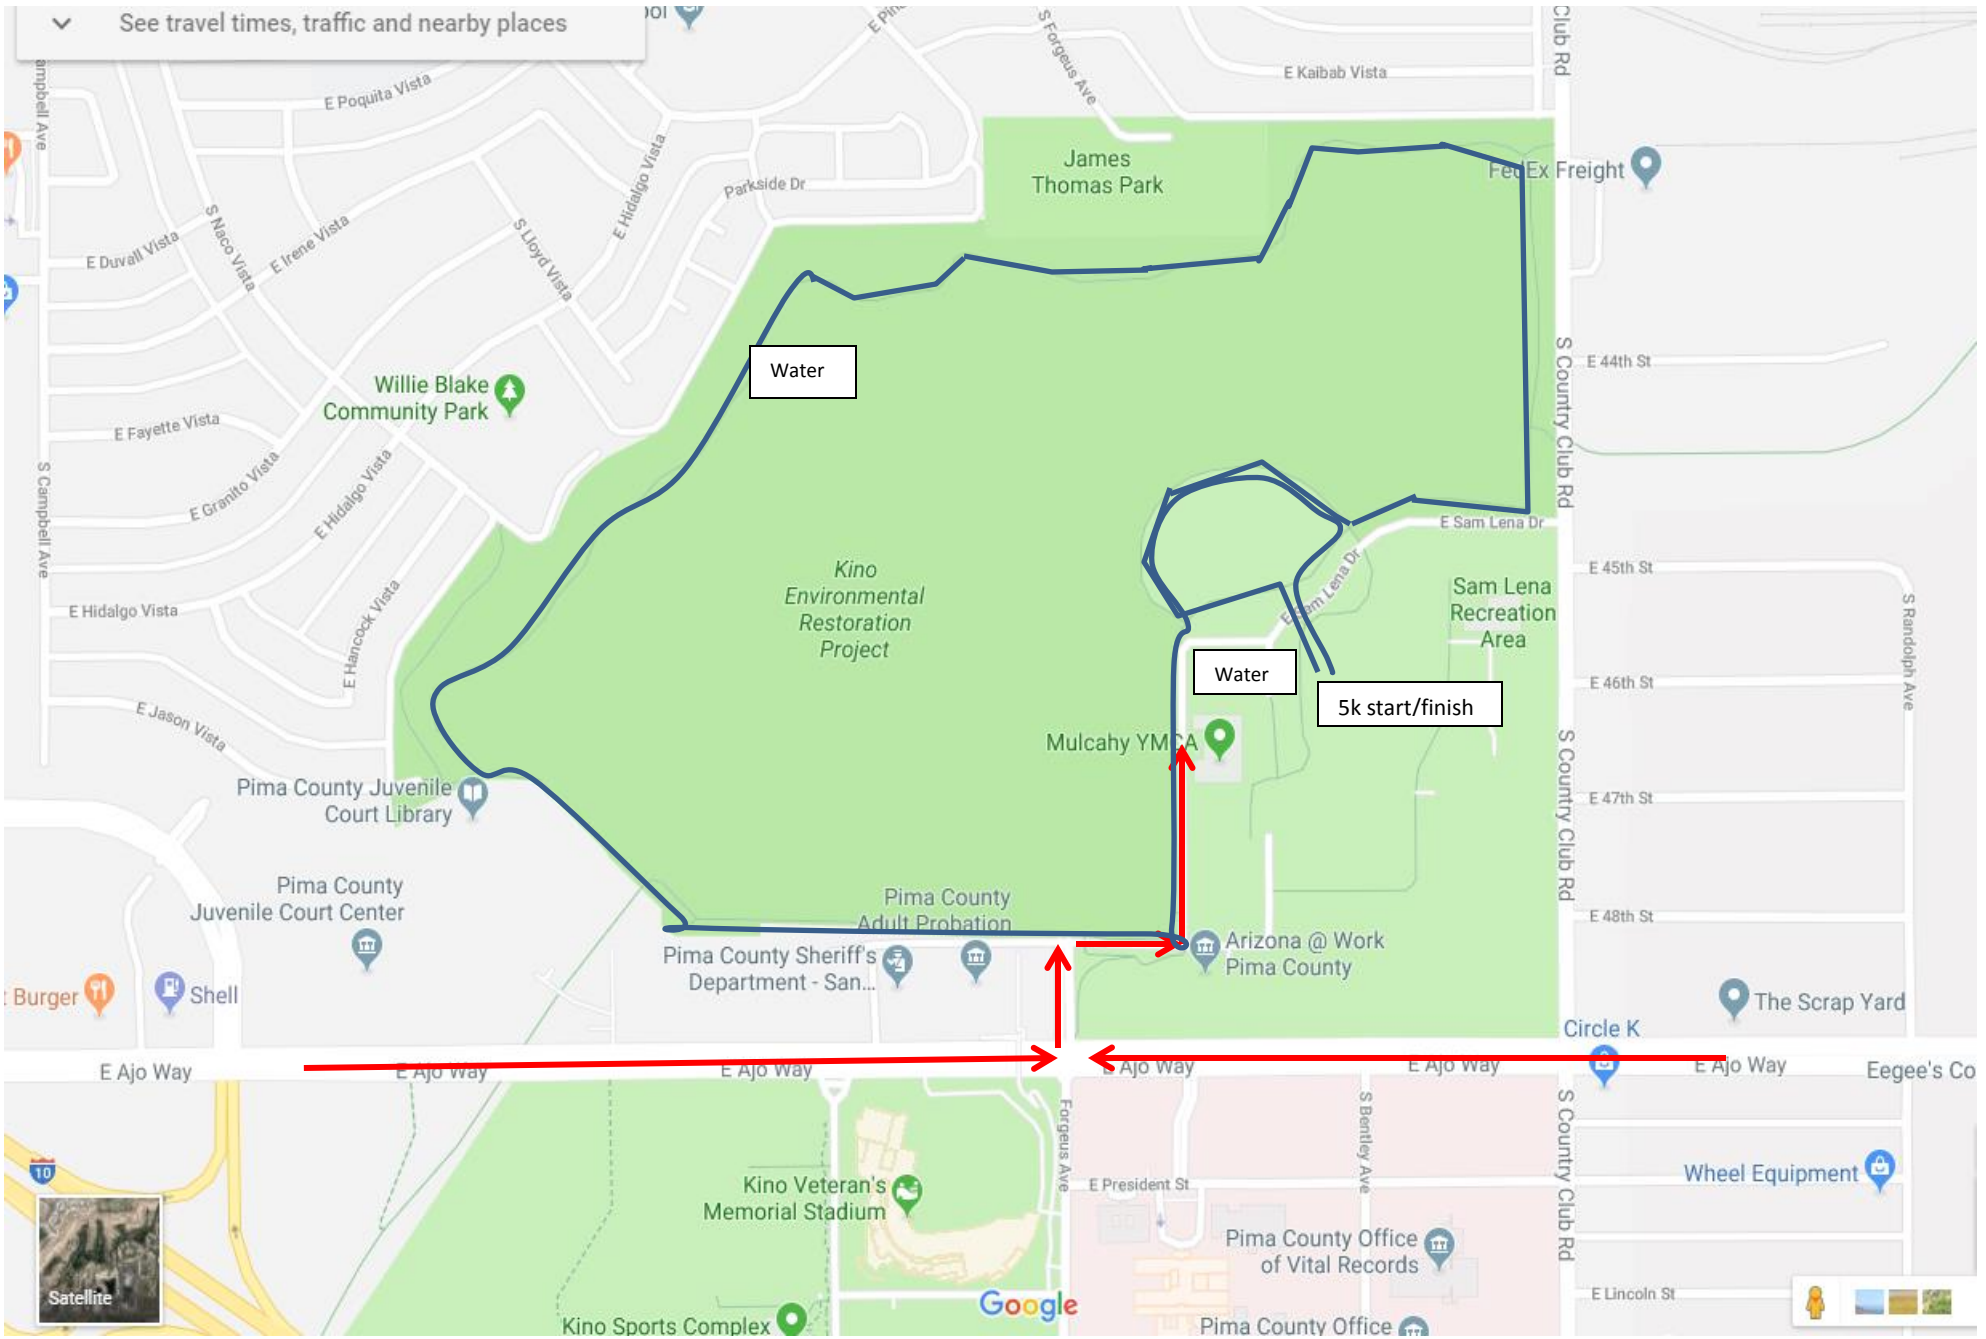 See travel times, traffic and nearby places
ool
E Pin
S Forgeus Ave
Club Rd
E Kaibab Vista
ampbell Ave
E Poquita Vista
E Hidalgo Vista
James
Thomas Park
FedEx Freight
Parkside Dr
S Naco Vista
E Irene Vista
S Lloyd Vista
E Duvall Vista
Water
Willie Blake
Community Park
S Country Club Rd
E 44th St
E Fayette Vista
E Granito Vista
E Hidalgo Vista
S Campbell Ave
E Sam Lena Dr
Kino
Environmental
Restoration
Project
E Sam Lena Dr
Sam Lena
Recreation
Area
E 45th St
E Hidalgo Vista
E Hancock Vista
S Randolph Ave
Water
E 46th St
5k start/finish
E Jason Vista
Mulcahy YMCA
S Country Club Rd
Pima County Juvenile
Court Library
E 47th St
Pima County
Juvenile Court Center
Pima County
Adult Probation
E 48th St
Pima County Sheriff's
Department - San...
Arizona @ Work
Pima County
t Burger
Shell
The Scrap Yard
Circle K
E Ajo Way
E Ajo Way
E Ajo Way
E Ajo Way
E Ajo Way
E Ajo Way
Eegee's Co
Forgeus Ave
S Bentley Ave
S Country Club Rd
10
Kino Veteran's
Memorial Stadium
E President St
Wheel Equipment
Pima County Office
of Vital Records
Satellite
Google
E Lincoln St
Kino Sports Complex
Pima County Office